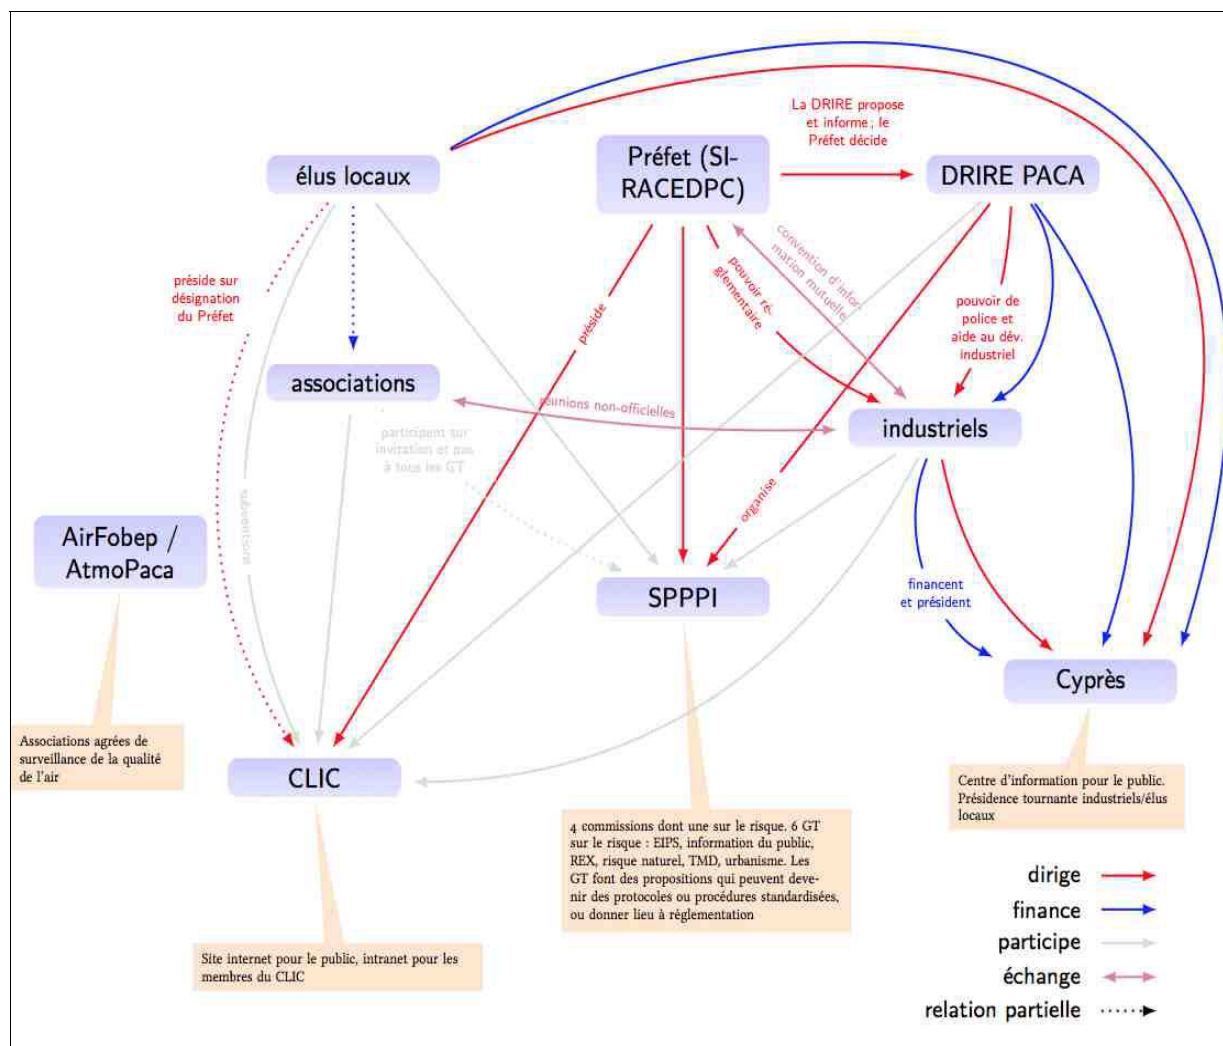 La DRIRE propose
et informe ; le
Préfet décide
élus locaux
Préfet (SI-
RACEDPC)
DRIRE PACA
préside sur
désignation
du Préfet
convention d'infor-
mation mutuelle
pouvoir ré-
glementaire
préside
pouvoir de
police et
aide au dév.
industriel
associations
réunions non-officielles
industriels
participent sur
invitation et pas
à tous les GT
subventions
organise
AirFobep /
AtmoPaca
SPPPI
financent
et président
Cyprès
Associations agrées de
surveillance de la qualité
de l'air
CLIC
Centre d'information pour le public.
Présidence tournante industriels/élus
locaux
4 commissions dont une sur le risque. 6 GT
sur le risque : EIPS, information du public,
REX, risque naturel, TMD, urbanisme. Les
GT font des propositions qui peuvent deve-
nir des protocoles ou procédures standardisées,
ou donner lieu à réglementation
Site internet pour le public, intranet pour les
membres du CLIC
dirige
finance
participe
échange
relation partielle